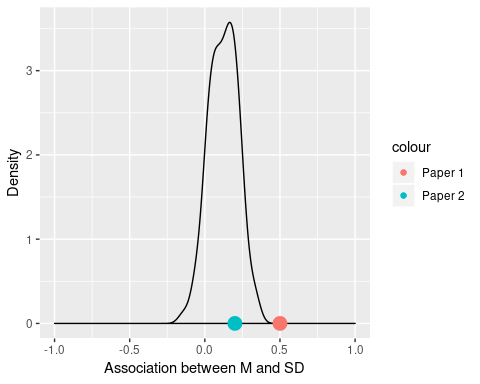 3
2
1
0
Density
-1.0 -0.5 0.0 0.5 1.0
Association between M and SD
colour
Paper 1
Paper 2